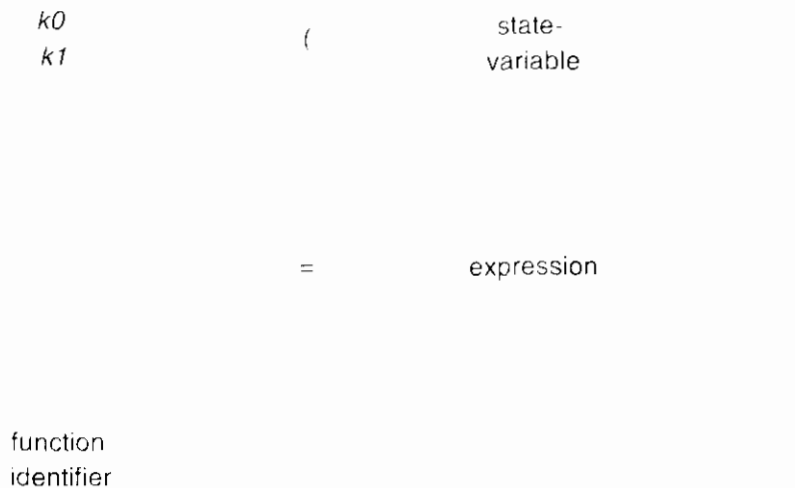 k0
k1
(
state-
variable
=
expression
function
identifier